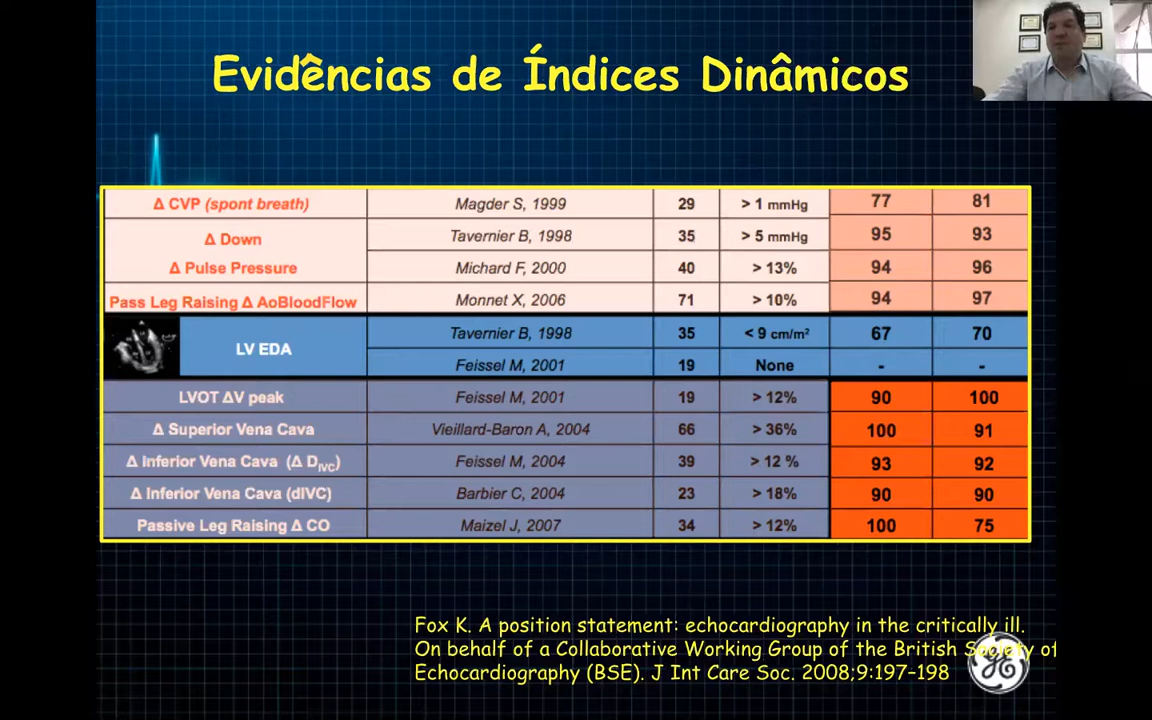 Evidências de Índices Dinâmicos
Δ CVP (spont breath) Magder S, 1999 29 > 1 mmHg 77 81
Δ Down Tavernier B, 1998 35 > 5 mmHg 95 93
Δ Pulse Pressure Michard F, 2000 40 > 13% 94 96
Pass Leg Raising Δ AoBloodFlow Monnet X, 2006 71 > 10% 94 97
LV EDA Tavernier B, 1998 35 < 9 cm/m² 67 70
Feissel M, 2001 19 None - -
LVOT ΔV peak Feissel M, 2001 19 > 12% 90 100
Δ Superior Vena Cava Vieillard-Baron A, 2004 66 > 36% 100 91
Δ Inferior Vena Cava (Δ DIVC) Feissel M, 2004 39 > 12 % 93 92
Δ Inferior Vena Cava (dIVC) Barbier C, 2004 23 > 18% 90 90
Passive Leg Raising Δ CO Maizel J, 2007 34 > 12% 100 75
Fox K. A position statement: echocardiography in the critically ill.
On behalf of a Collaborative Working Group of the British Society of
Echocardiography (BSE). J Int Care Soc. 2008;9:197–198
GE